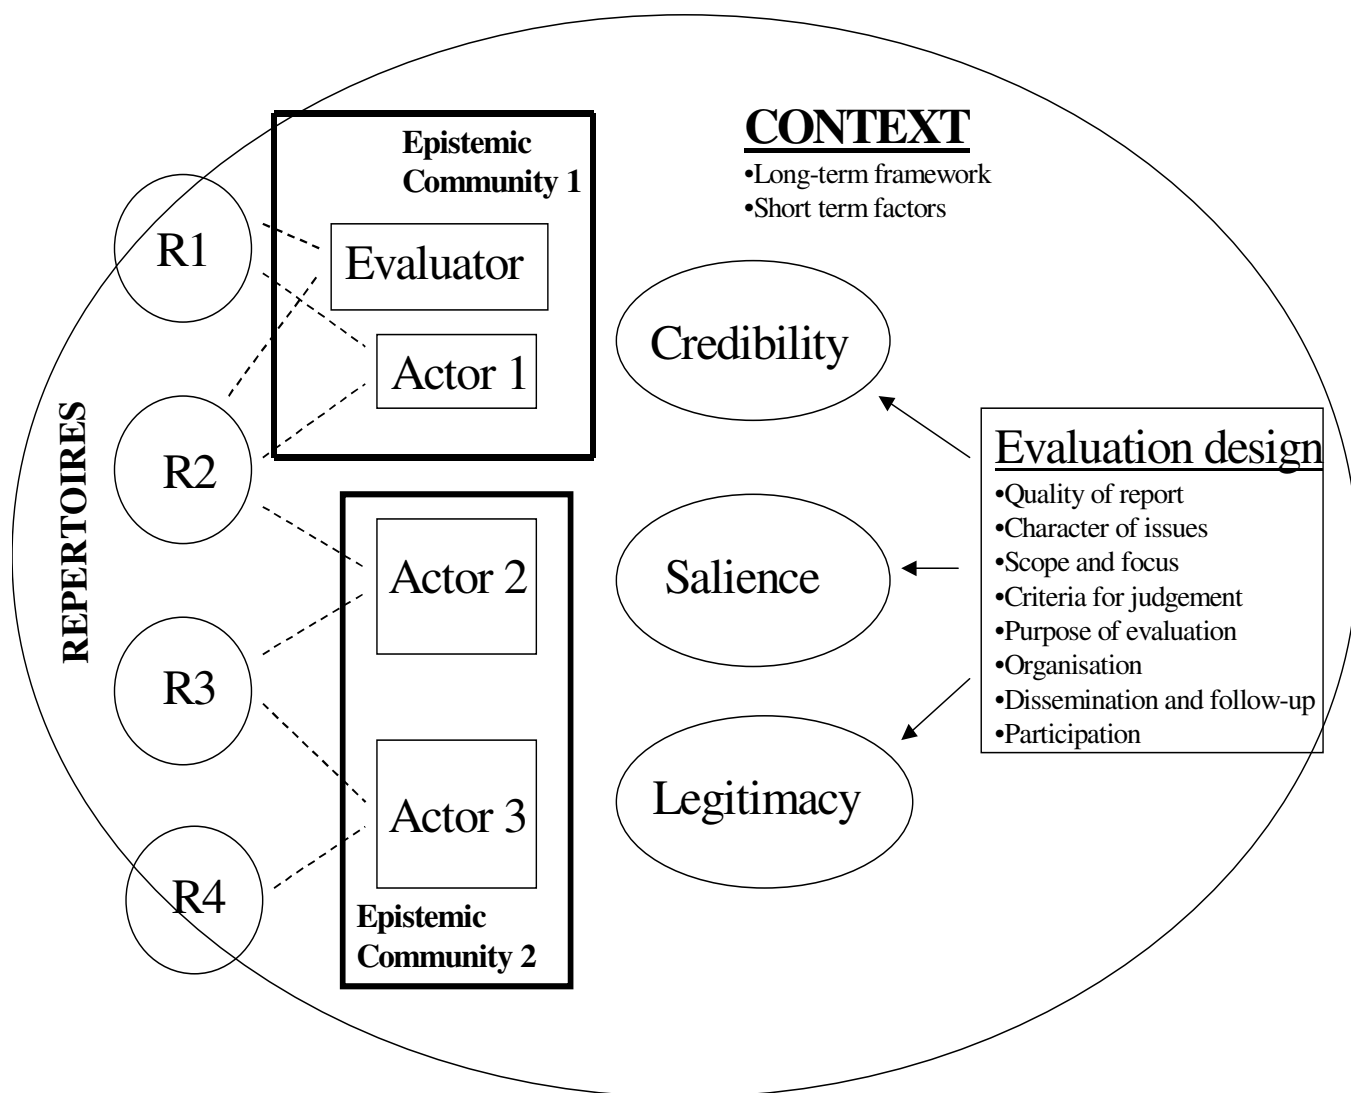 CONTEXT
•Long-term framework
•Short term factors
Epistemic
Community 1
R1
Evaluator
Actor 1
R2
REPERTOIRES
Actor 2
R3
Actor 3
R4
Epistemic
Community 2
Credibility
Salience
Legitimacy
Evaluation design
•Quality of report
•Character of issues
•Scope and focus
•Criteria for judgement
•Purpose of evaluation
•Organisation
•Dissemination and follow-up
•Participation